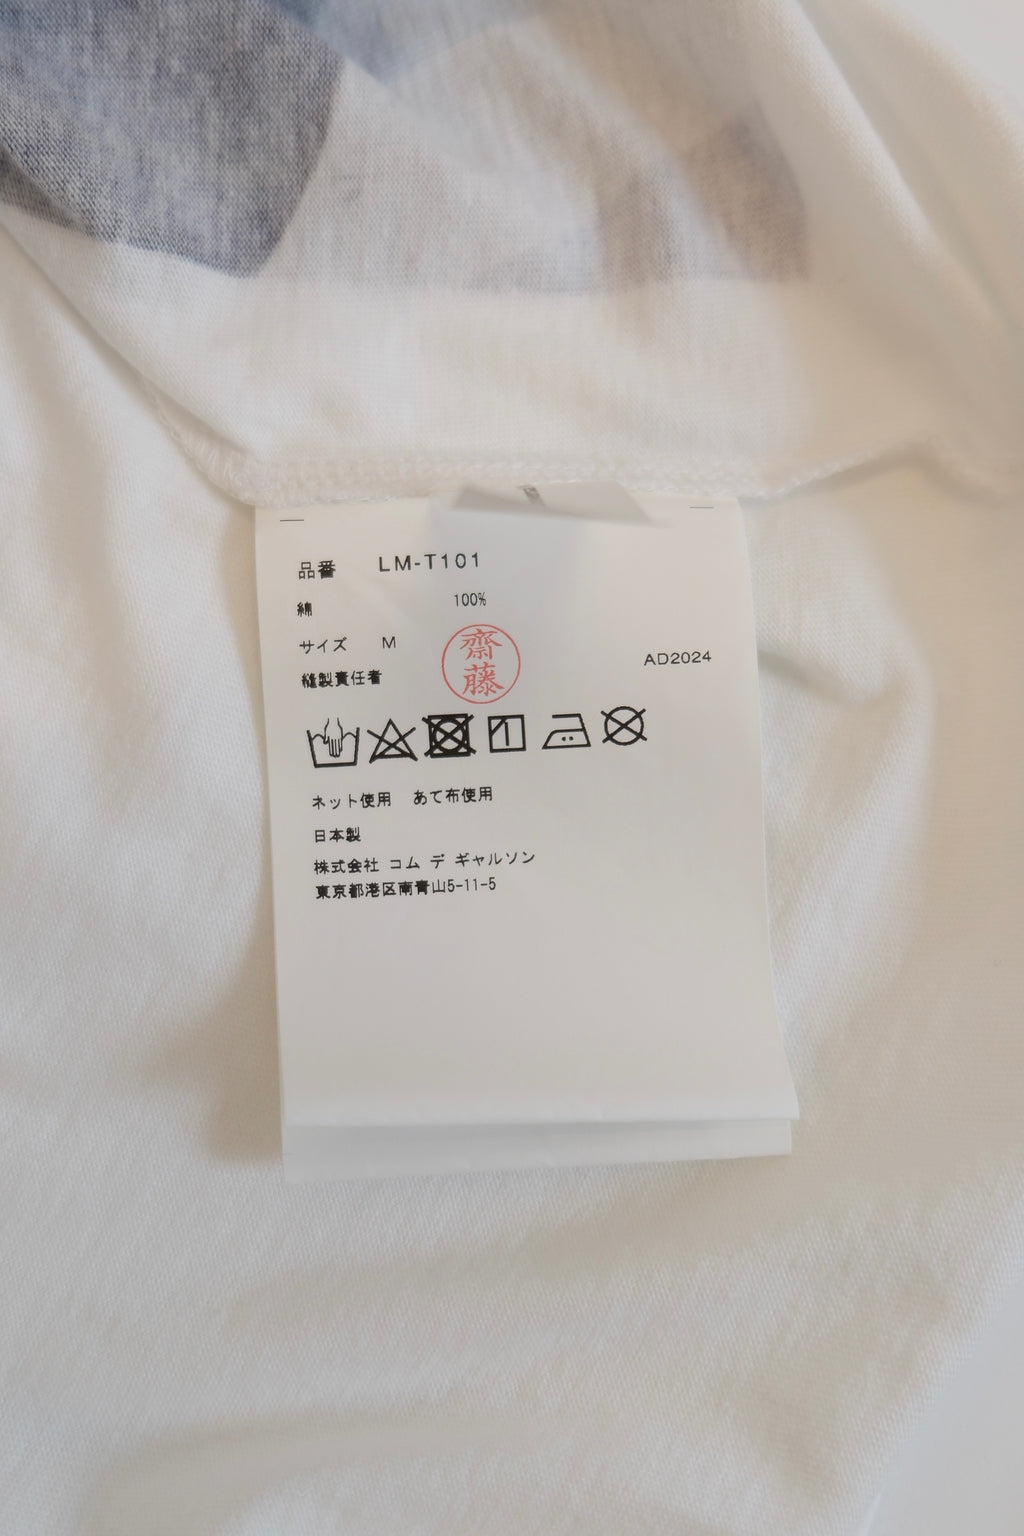 品番 LM-T101
綿 100%
サイズ M
縫製責任者 齋藤 AD2024
ネット使用 あて布使用
日本製
株式会社 コム デ ギャルソン
東京都港区南青山5-11-5